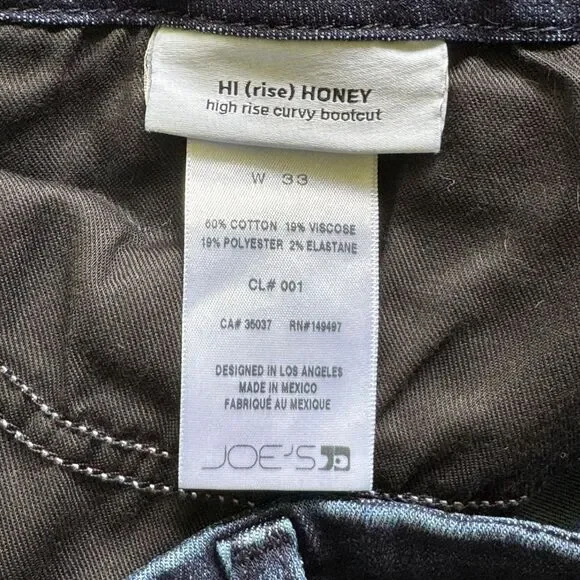 HI (rise) HONEY
high rise curvy bootcut
W 33
60% COTTON 19% VISCOSE
19% POLYESTER 2% ELASTANE
CL# 001
CA# 35037 RN#149497
DESIGNED IN LOS ANGELES
MADE IN MEXICO
FABRIQUÉ AU MEXIQUE
JOE'S